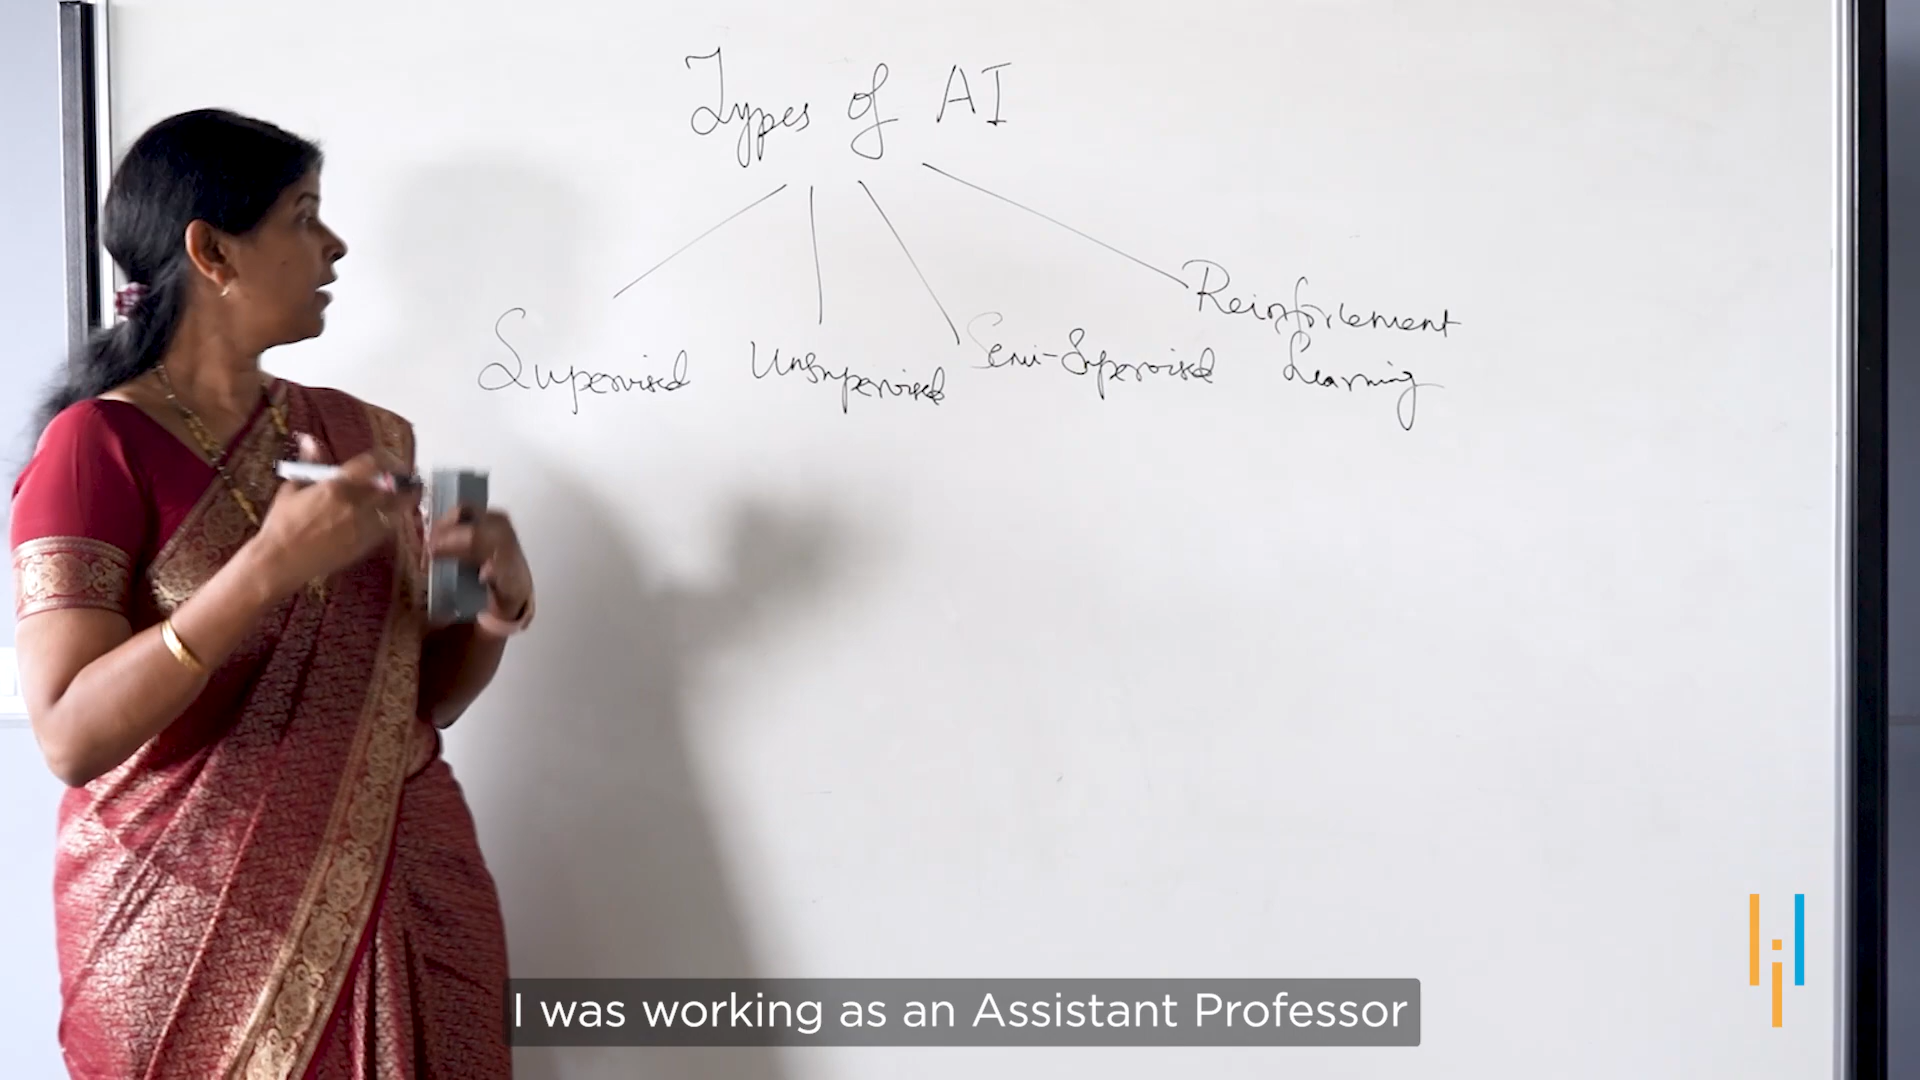 Types of AI
Supervised Unsupervised Semi-Supervised Reinforcement Learning
I was working as an Assistant Professor